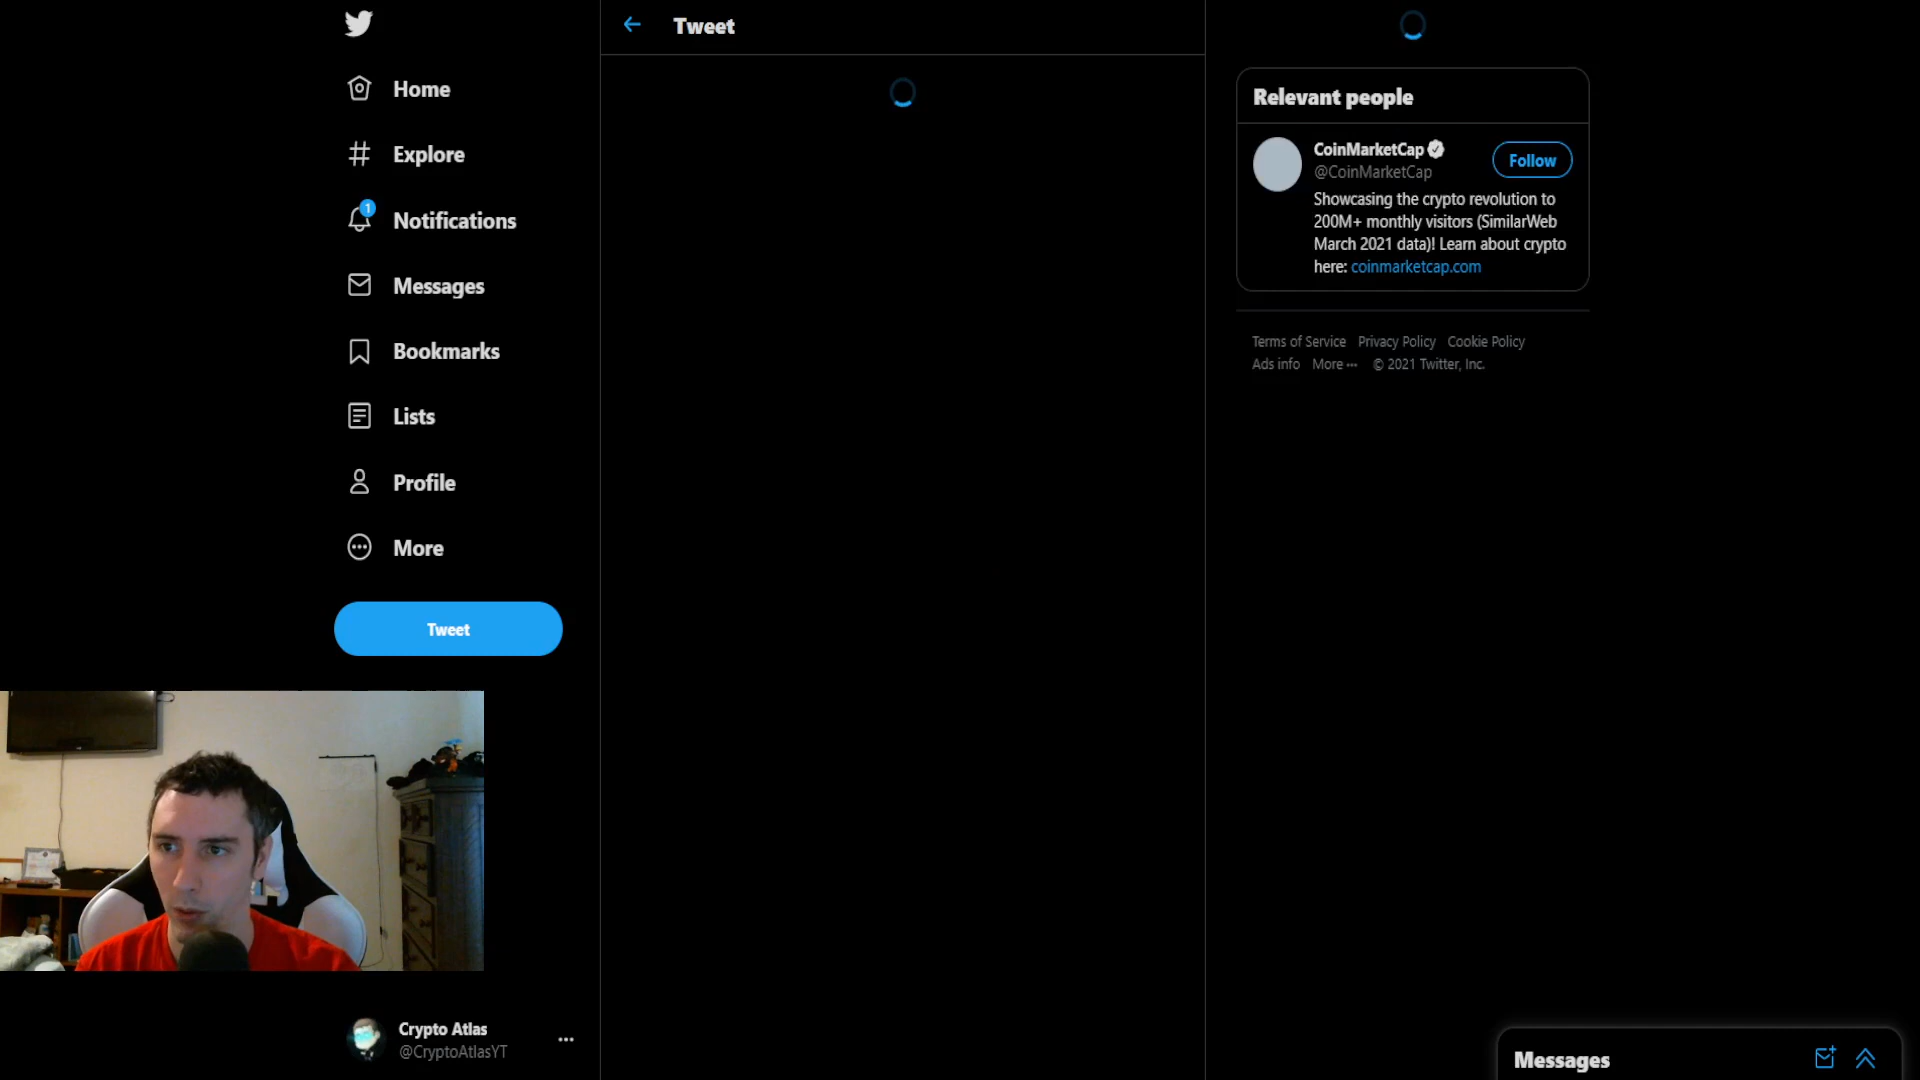 Home
Explore
1
Notifications
Messages
Bookmarks
Lists
Profile
More
Tweet
Crypto Atlas
@CryptoAtlasYT
Tweet
Relevant people
CoinMarketCap
@CoinMarketCap
Follow
Showcasing the crypto revolution to
200M+ monthly visitors (SimilarWeb
March 2021 data)! Learn about crypto
here: coinmarketcap.com
Terms of Service Privacy Policy Cookie Policy
Ads info More ··· © 2021 Twitter, Inc.
Messages